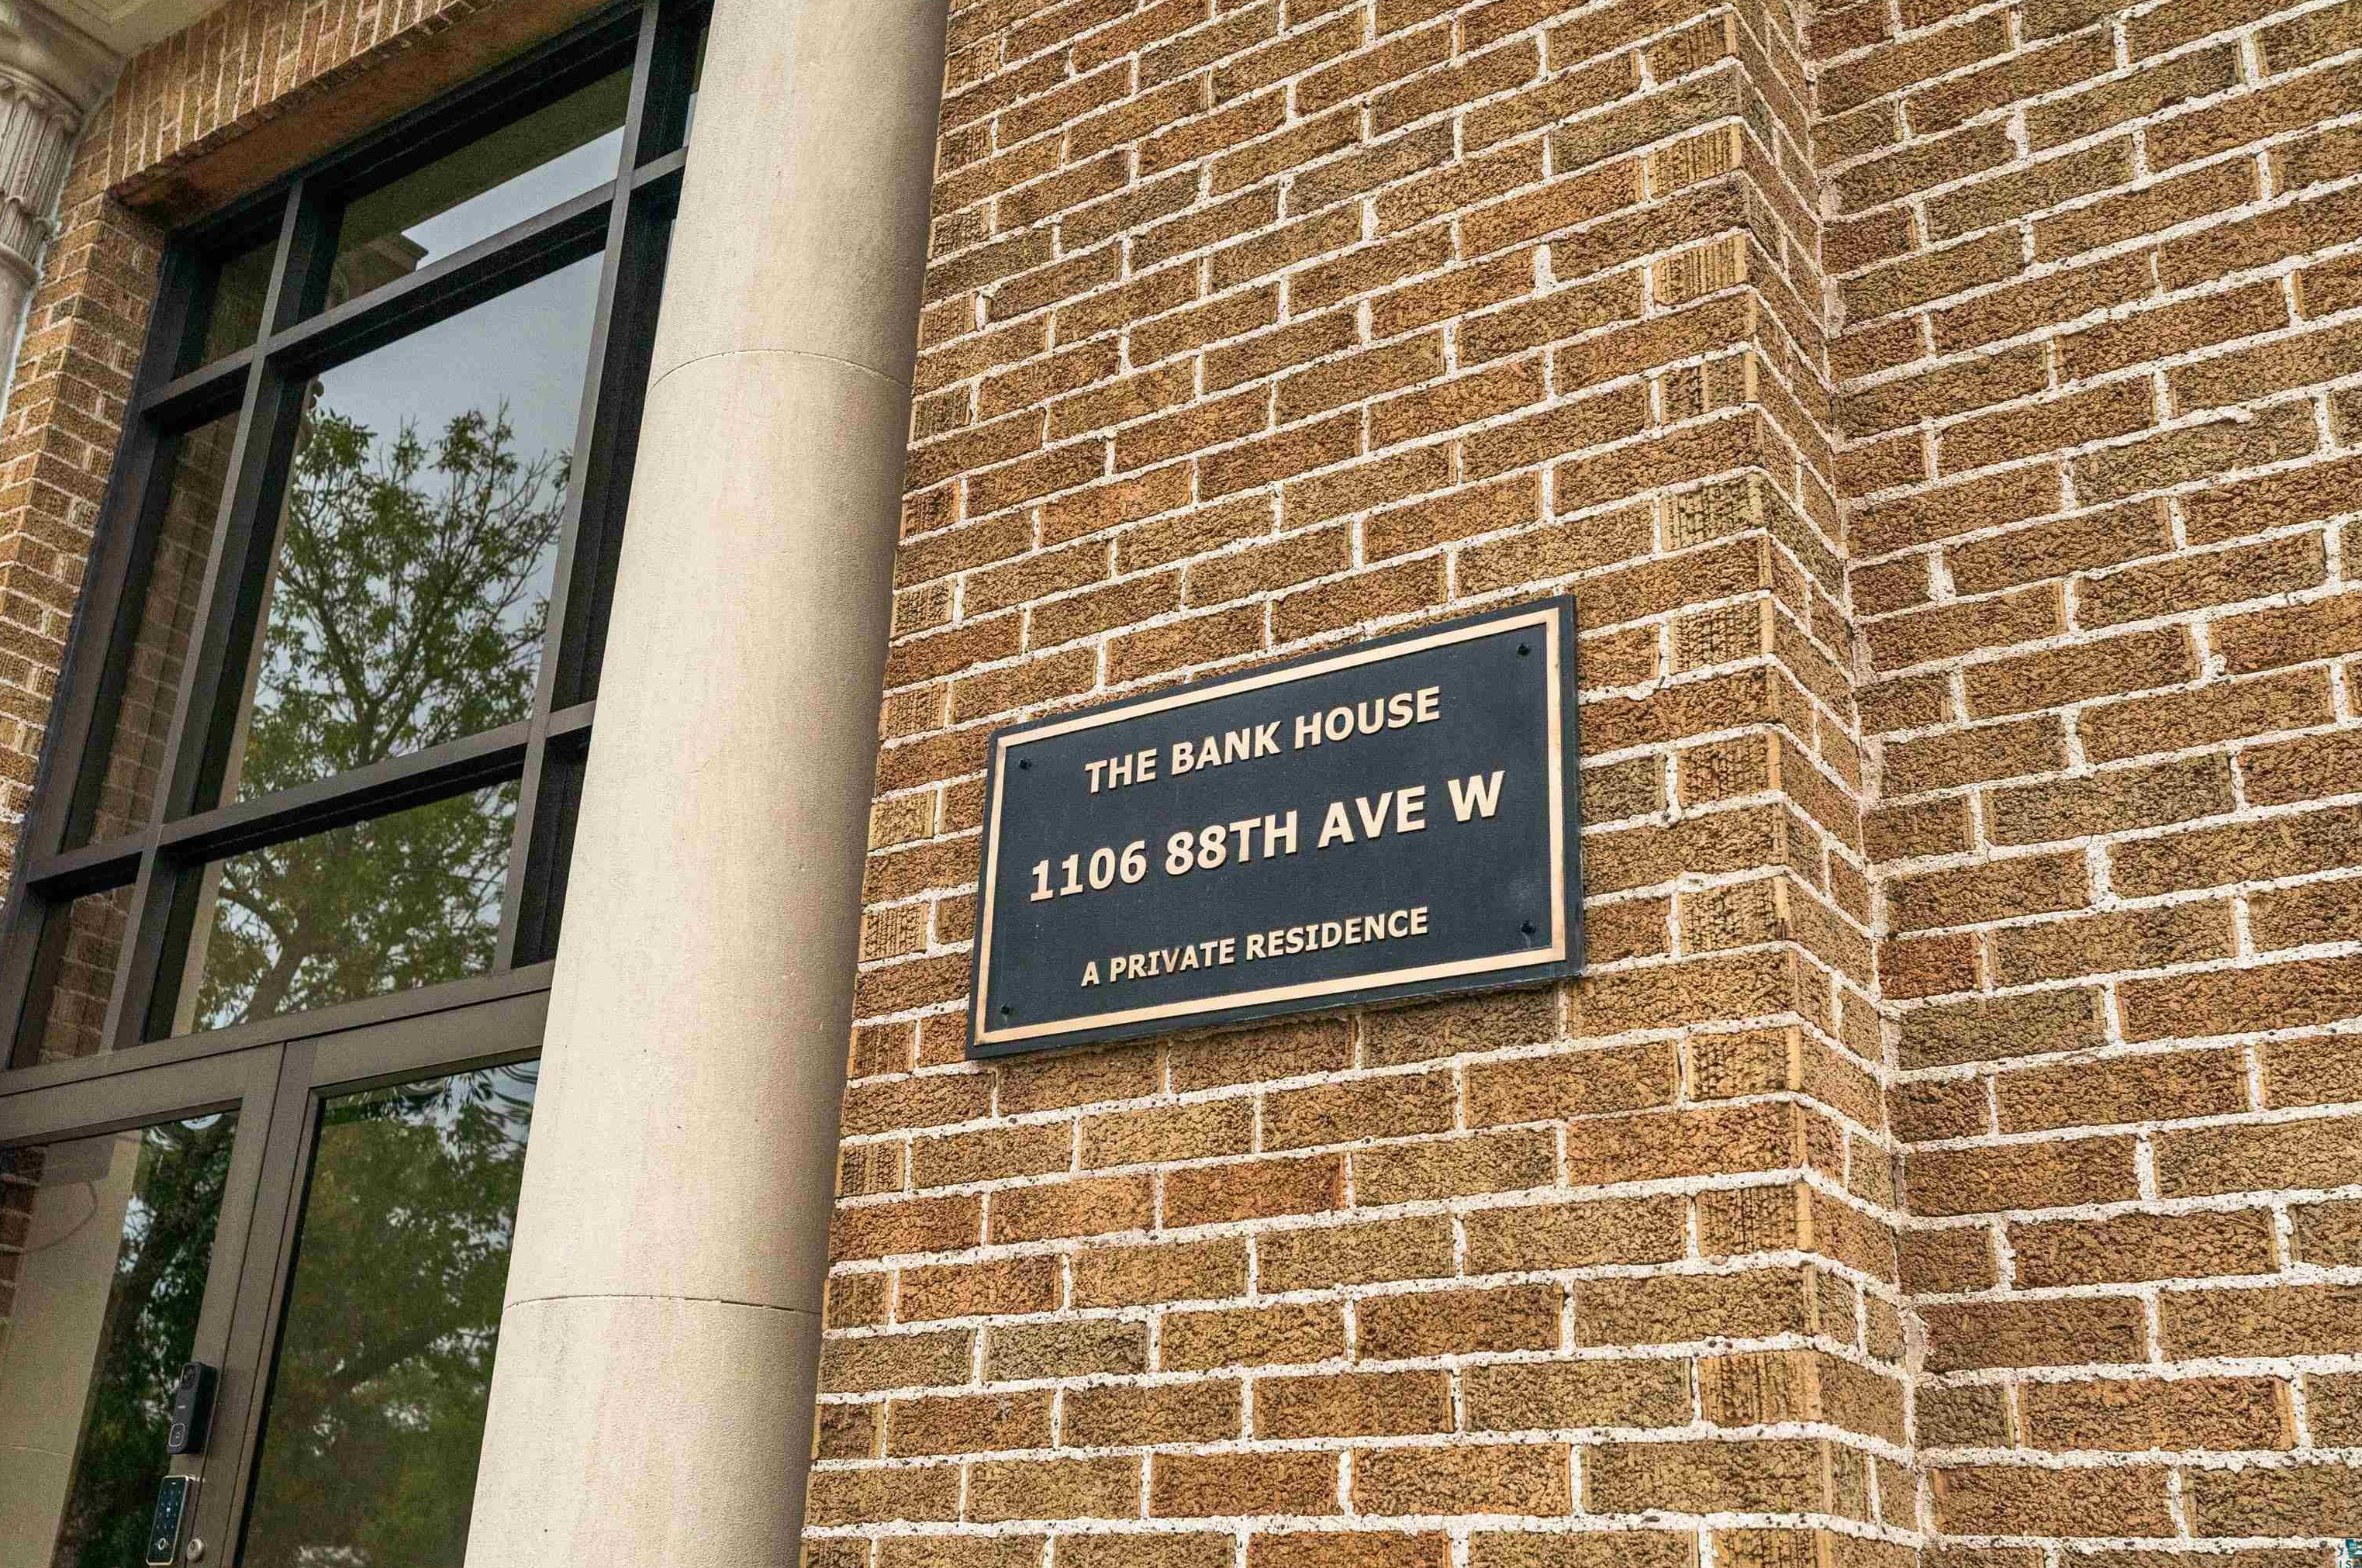 THE BANK HOUSE
1106 88TH AVE W
A PRIVATE RESIDENCE